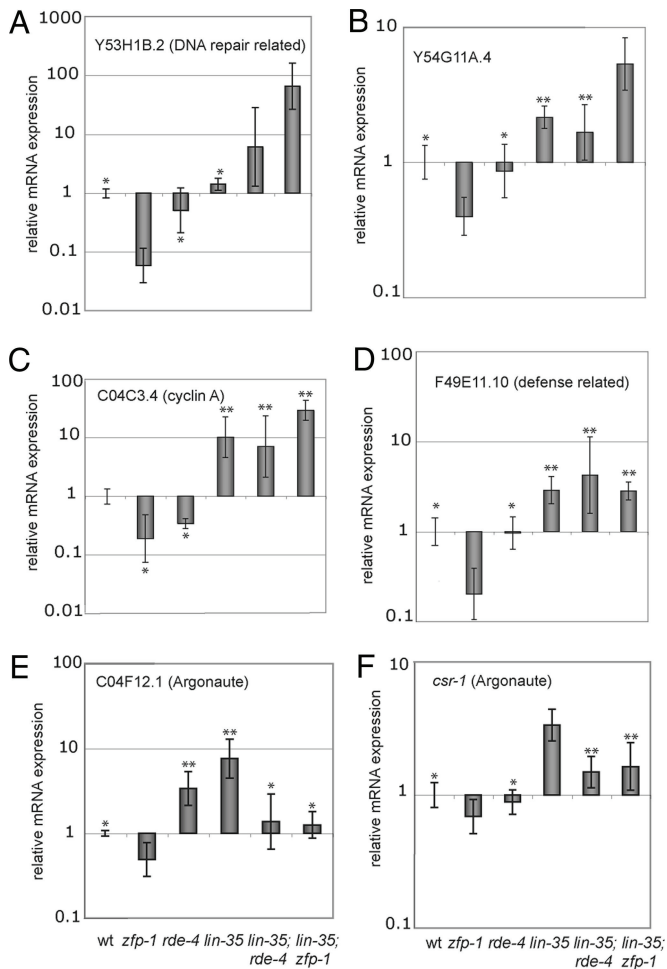 A
Y53H1B.2 (DNA repair related)
relative mRNA expression
1000
100
10
1
0.1
0.01
*
*
*
B
Y54G11A.4
relative mRNA expression
10
1
0.1
*
*
**
**
C
C04C3.4 (cyclin A)
relative mRNA expression
100
10
1
0.1
0.01
*
*
**
**
**
D
F49E11.10 (defense related)
relative mRNA expression
100
10
1
0.1
*
*
**
**
**
E
C04F12.1 (Argonaute)
relative mRNA expression
100
10
1
0.1
*
**
**
*
*
wt zfp-1 rde-4 lin-35 lin-35; lin-35;
rde-4 zfp-1
F
csr-1 (Argonaute)
relative mRNA expression
10
1
0.1
*
*
**
**
wt zfp-1 rde-4 lin-35 lin-35; lin-35;
rde-4 zfp-1